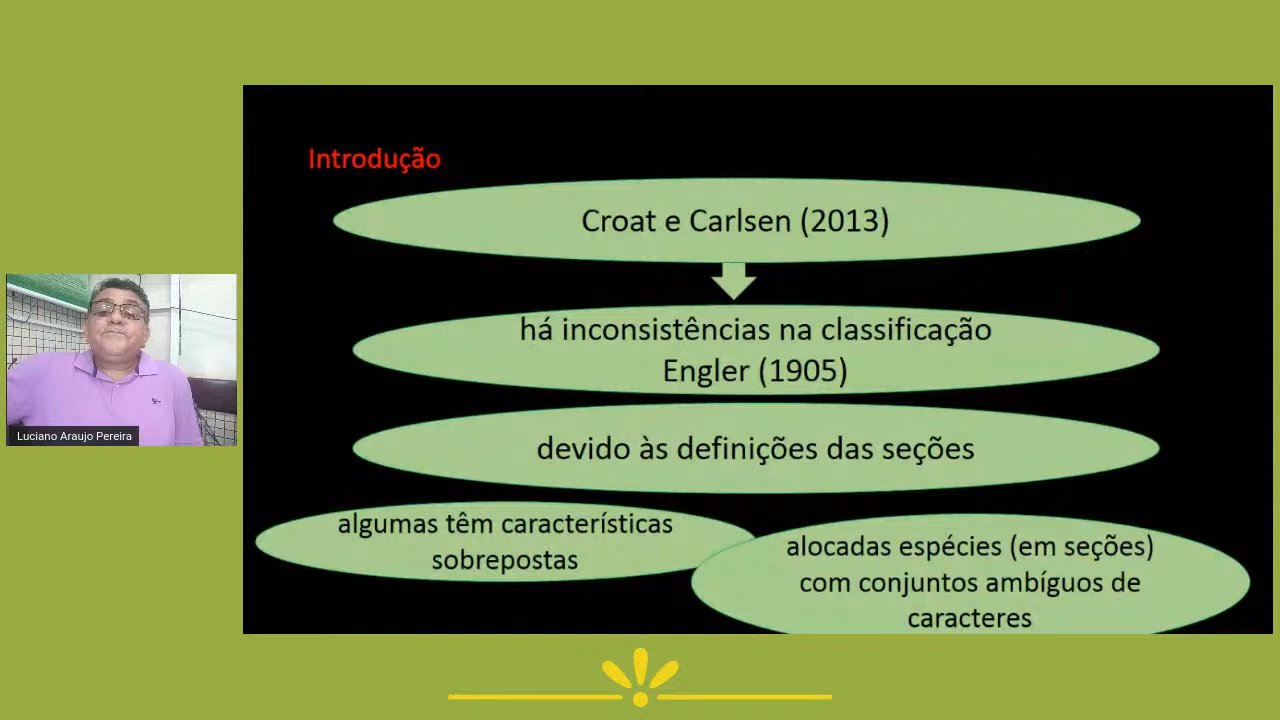 Introdução
Croat e Carlsen (2013)
há inconsistências na classificação
Engler (1905)
devido às definições das seções
algumas têm características
sobrepostas
alocadas espécies (em seções)
com conjuntos ambíguos de
caracteres
Luciano Araujo Pereira